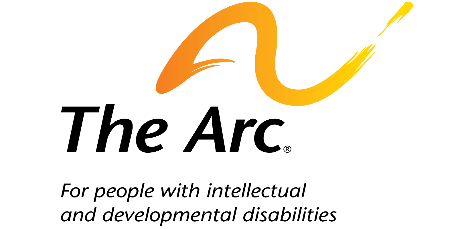 The Arc®
For people with intellectual
and developmental disabilities